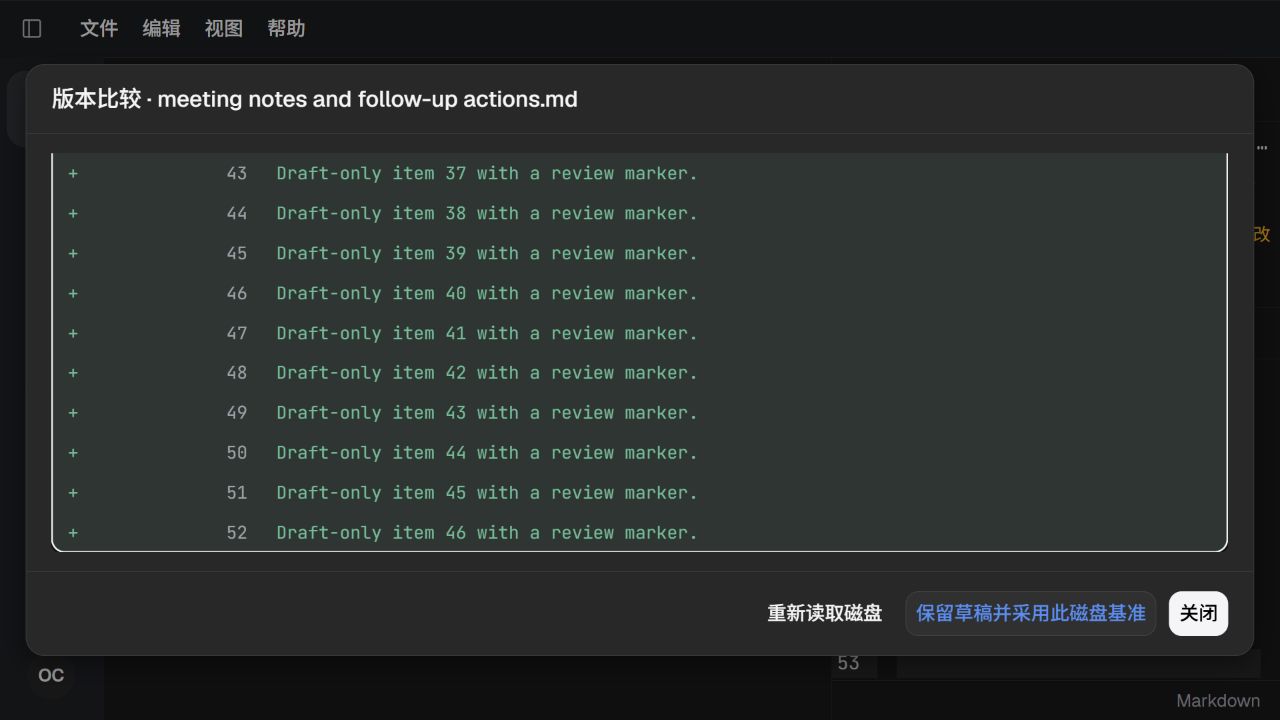 文件 编辑 视图 帮助
版本比较 · meeting notes and follow-up actions.md
+ 43 Draft-only item 37 with a review marker.
+ 44 Draft-only item 38 with a review marker.
+ 45 Draft-only item 39 with a review marker.
+ 46 Draft-only item 40 with a review marker.
+ 47 Draft-only item 41 with a review marker.
+ 48 Draft-only item 42 with a review marker.
+ 49 Draft-only item 43 with a review marker.
+ 50 Draft-only item 44 with a review marker.
+ 51 Draft-only item 45 with a review marker.
+ 52 Draft-only item 46 with a review marker.
…
改
重新读取磁盘 保留草稿并采用此磁盘基准 关闭
53
OC
Markdown